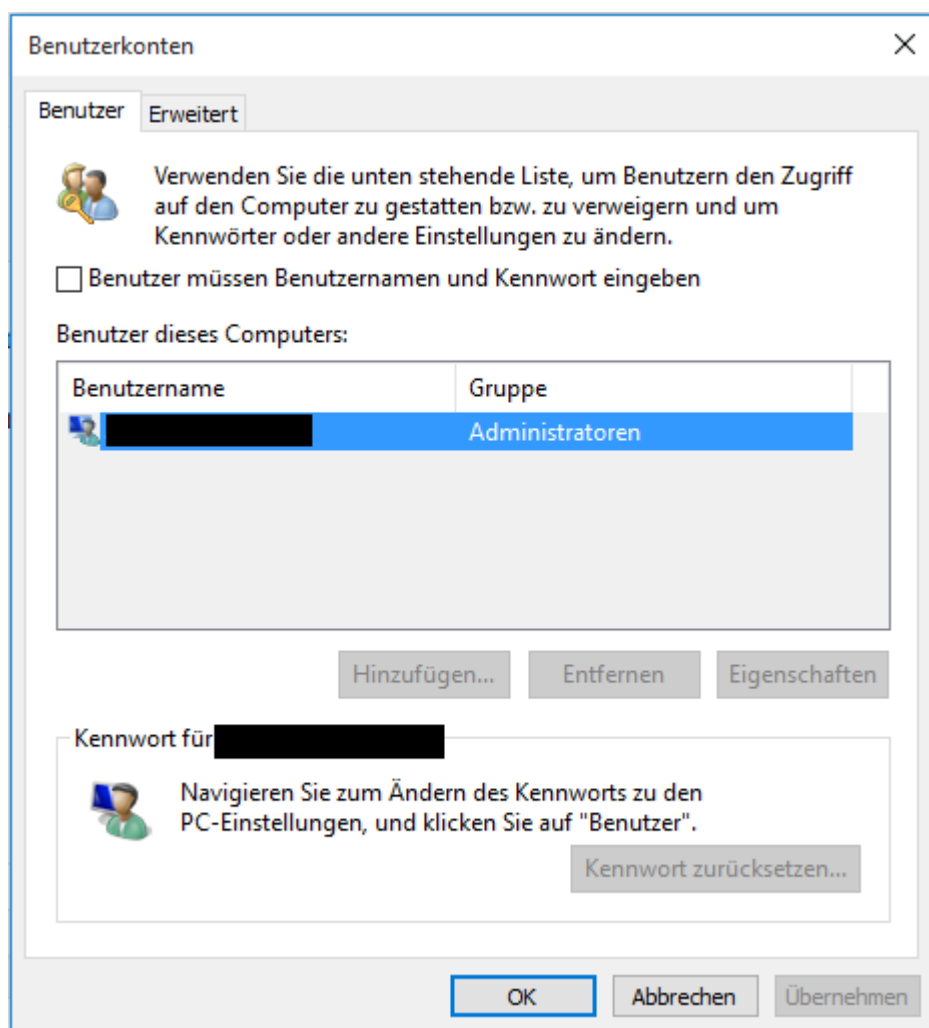 Benutzerkonten
Benutzer
Erweitert
Verwenden Sie die unten stehende Liste, um Benutzern den Zugriff
auf den Computer zu gestatten bzw. zu verweigern und um
Kennwörter oder andere Einstellungen zu ändern.
Benutzer müssen Benutzernamen und Kennwort eingeben
Benutzer dieses Computers:
Benutzername Gruppe
Administratoren
Hinzufügen... Entfernen Eigenschaften
Kennwort für
Navigieren Sie zum Ändern des Kennworts zu den
PC-Einstellungen, und klicken Sie auf "Benutzer".
Kennwort zurücksetzen...
OK Abbrechen Übernehmen